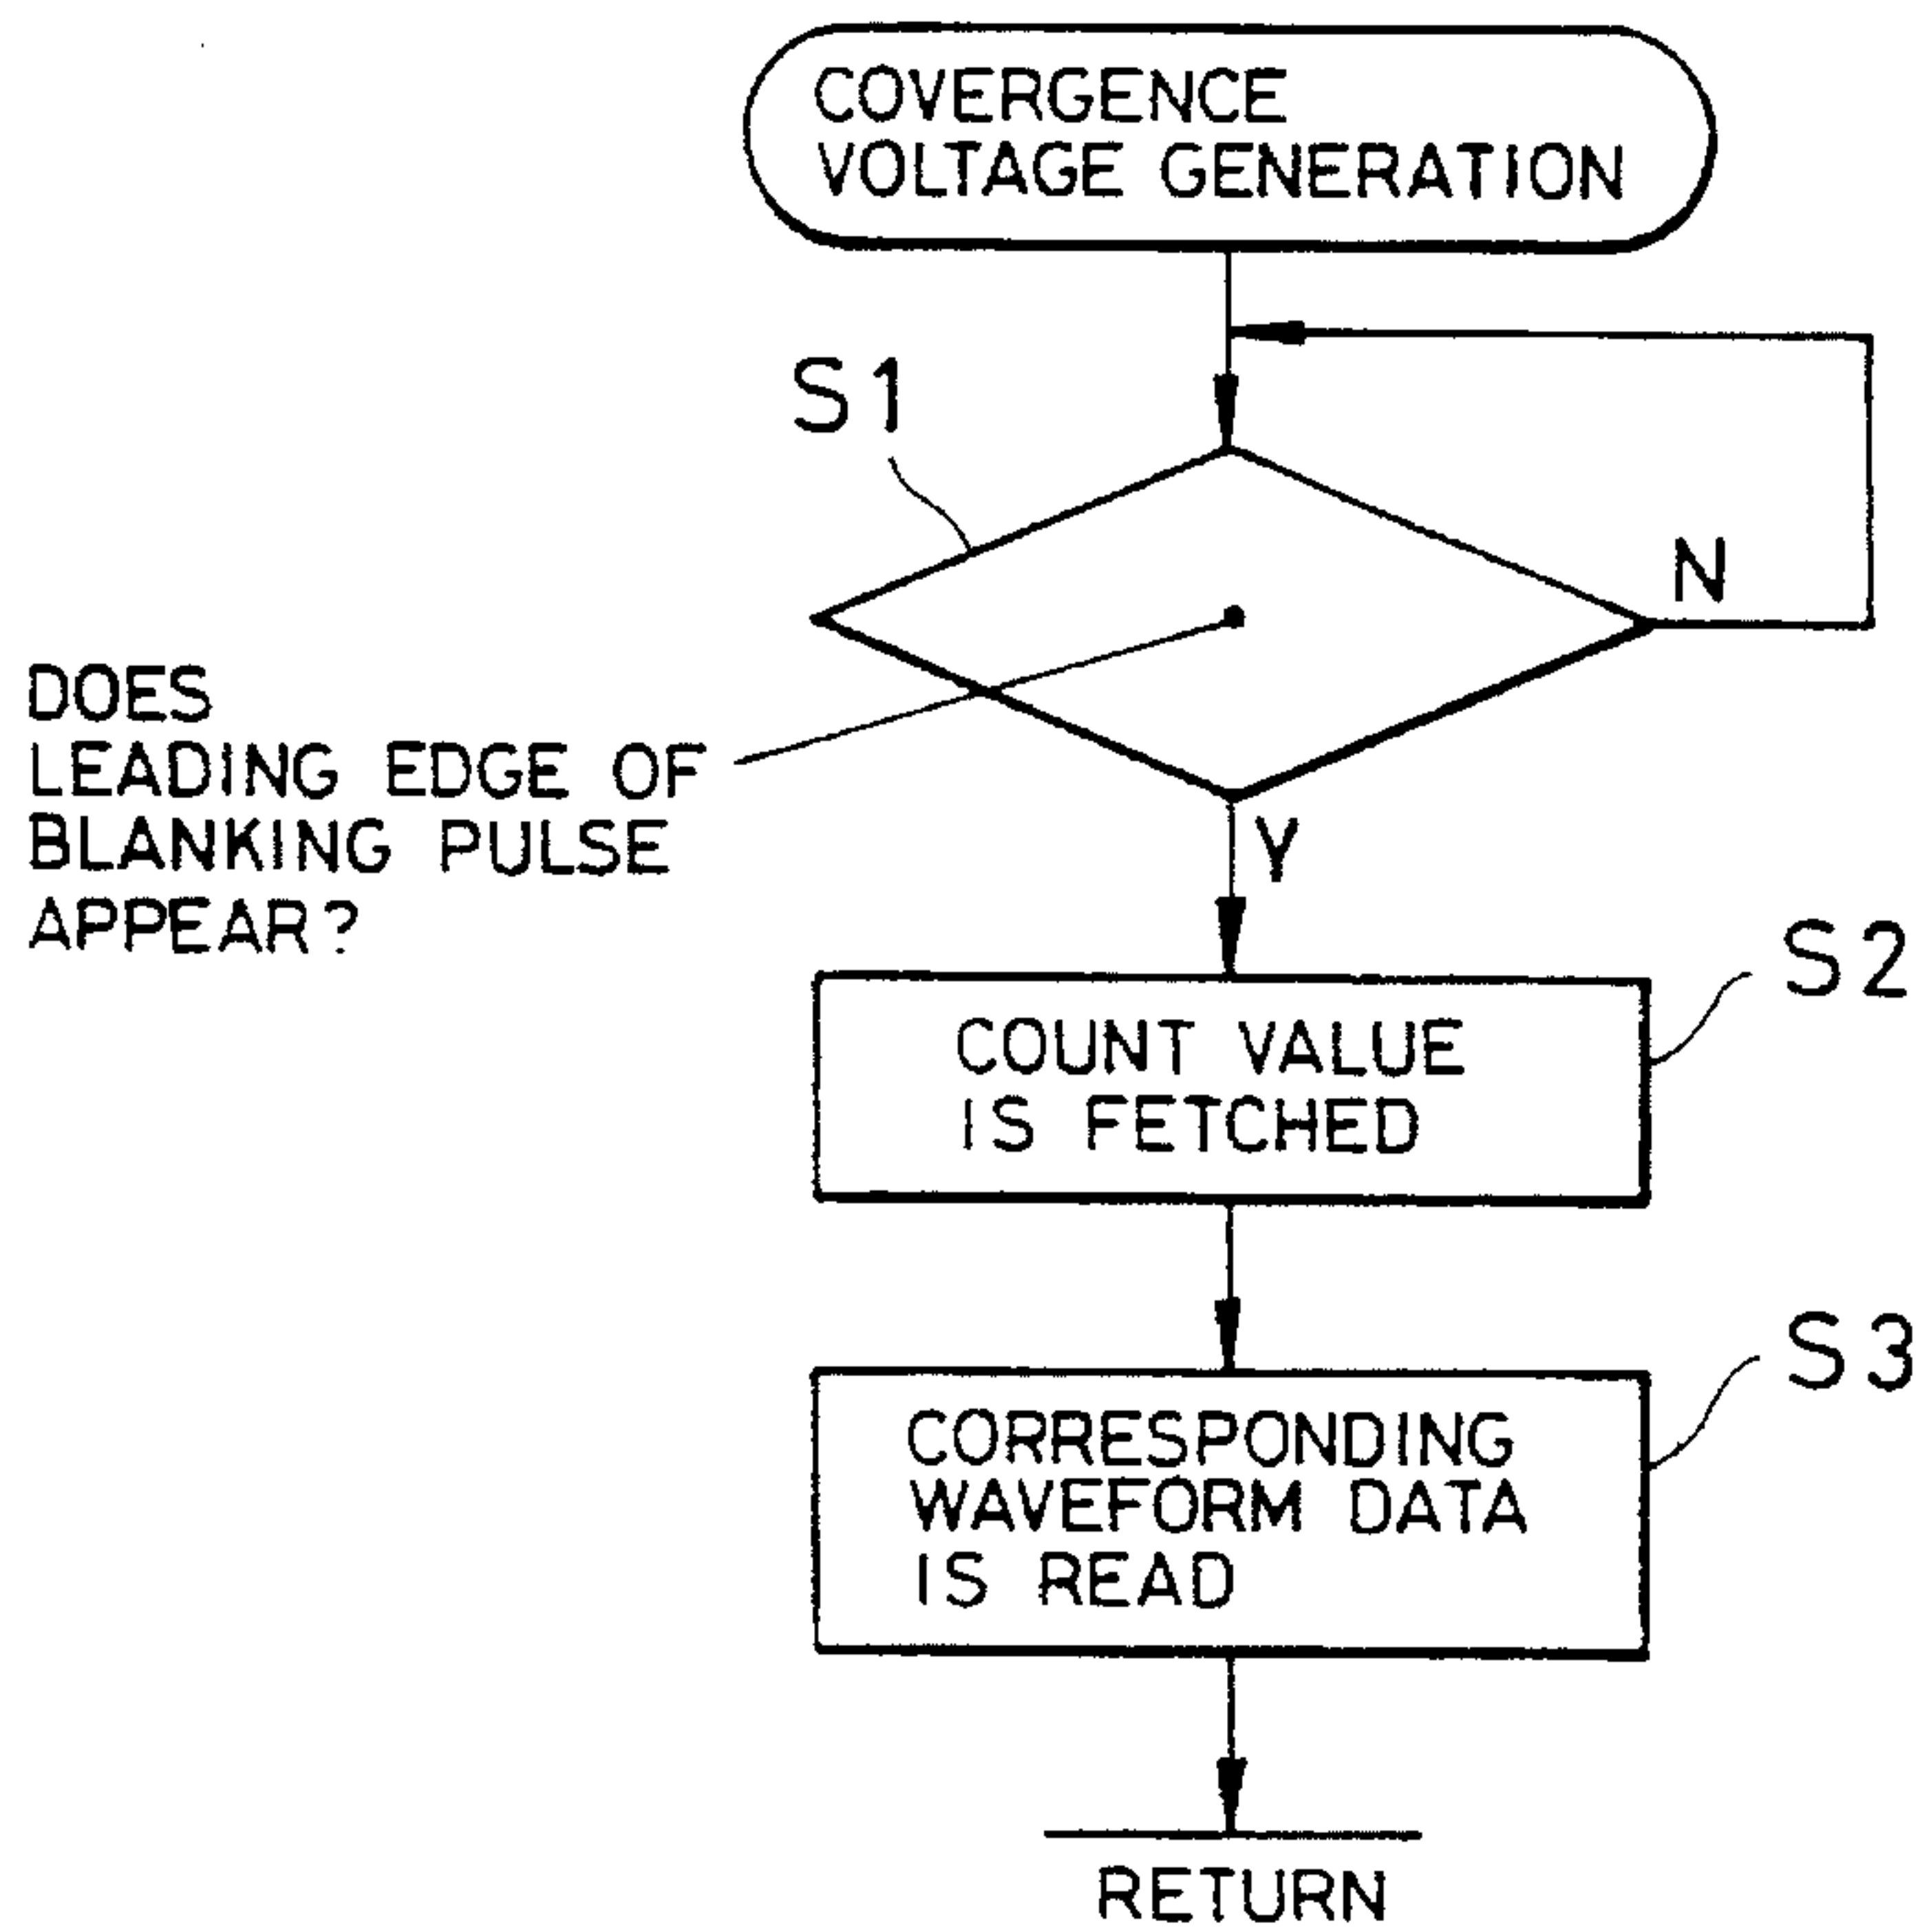 COVERGENCE
VOLTAGE GENERATION
S1
N
DOES
LEADING EDGE OF
BLANKING PULSE
APPEAR?
Y
S2
COUNT VALUE
IS FETCHED
S3
CORRESPONDING
WAVEFORM DATA
IS READ
RETURN